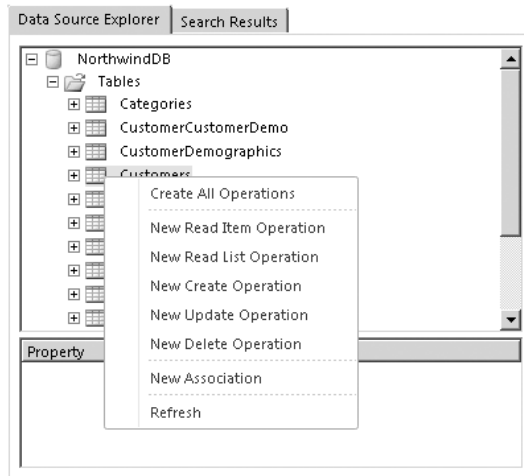 Data Source Explorer Search Results
NorthwindDB
Tables
Categories
CustomerCustomerDemo
CustomerDemographics
Customers
Create All Operations
New Read Item Operation
New Read List Operation
New Create Operation
New Update Operation
New Delete Operation
New Association
Refresh
Property